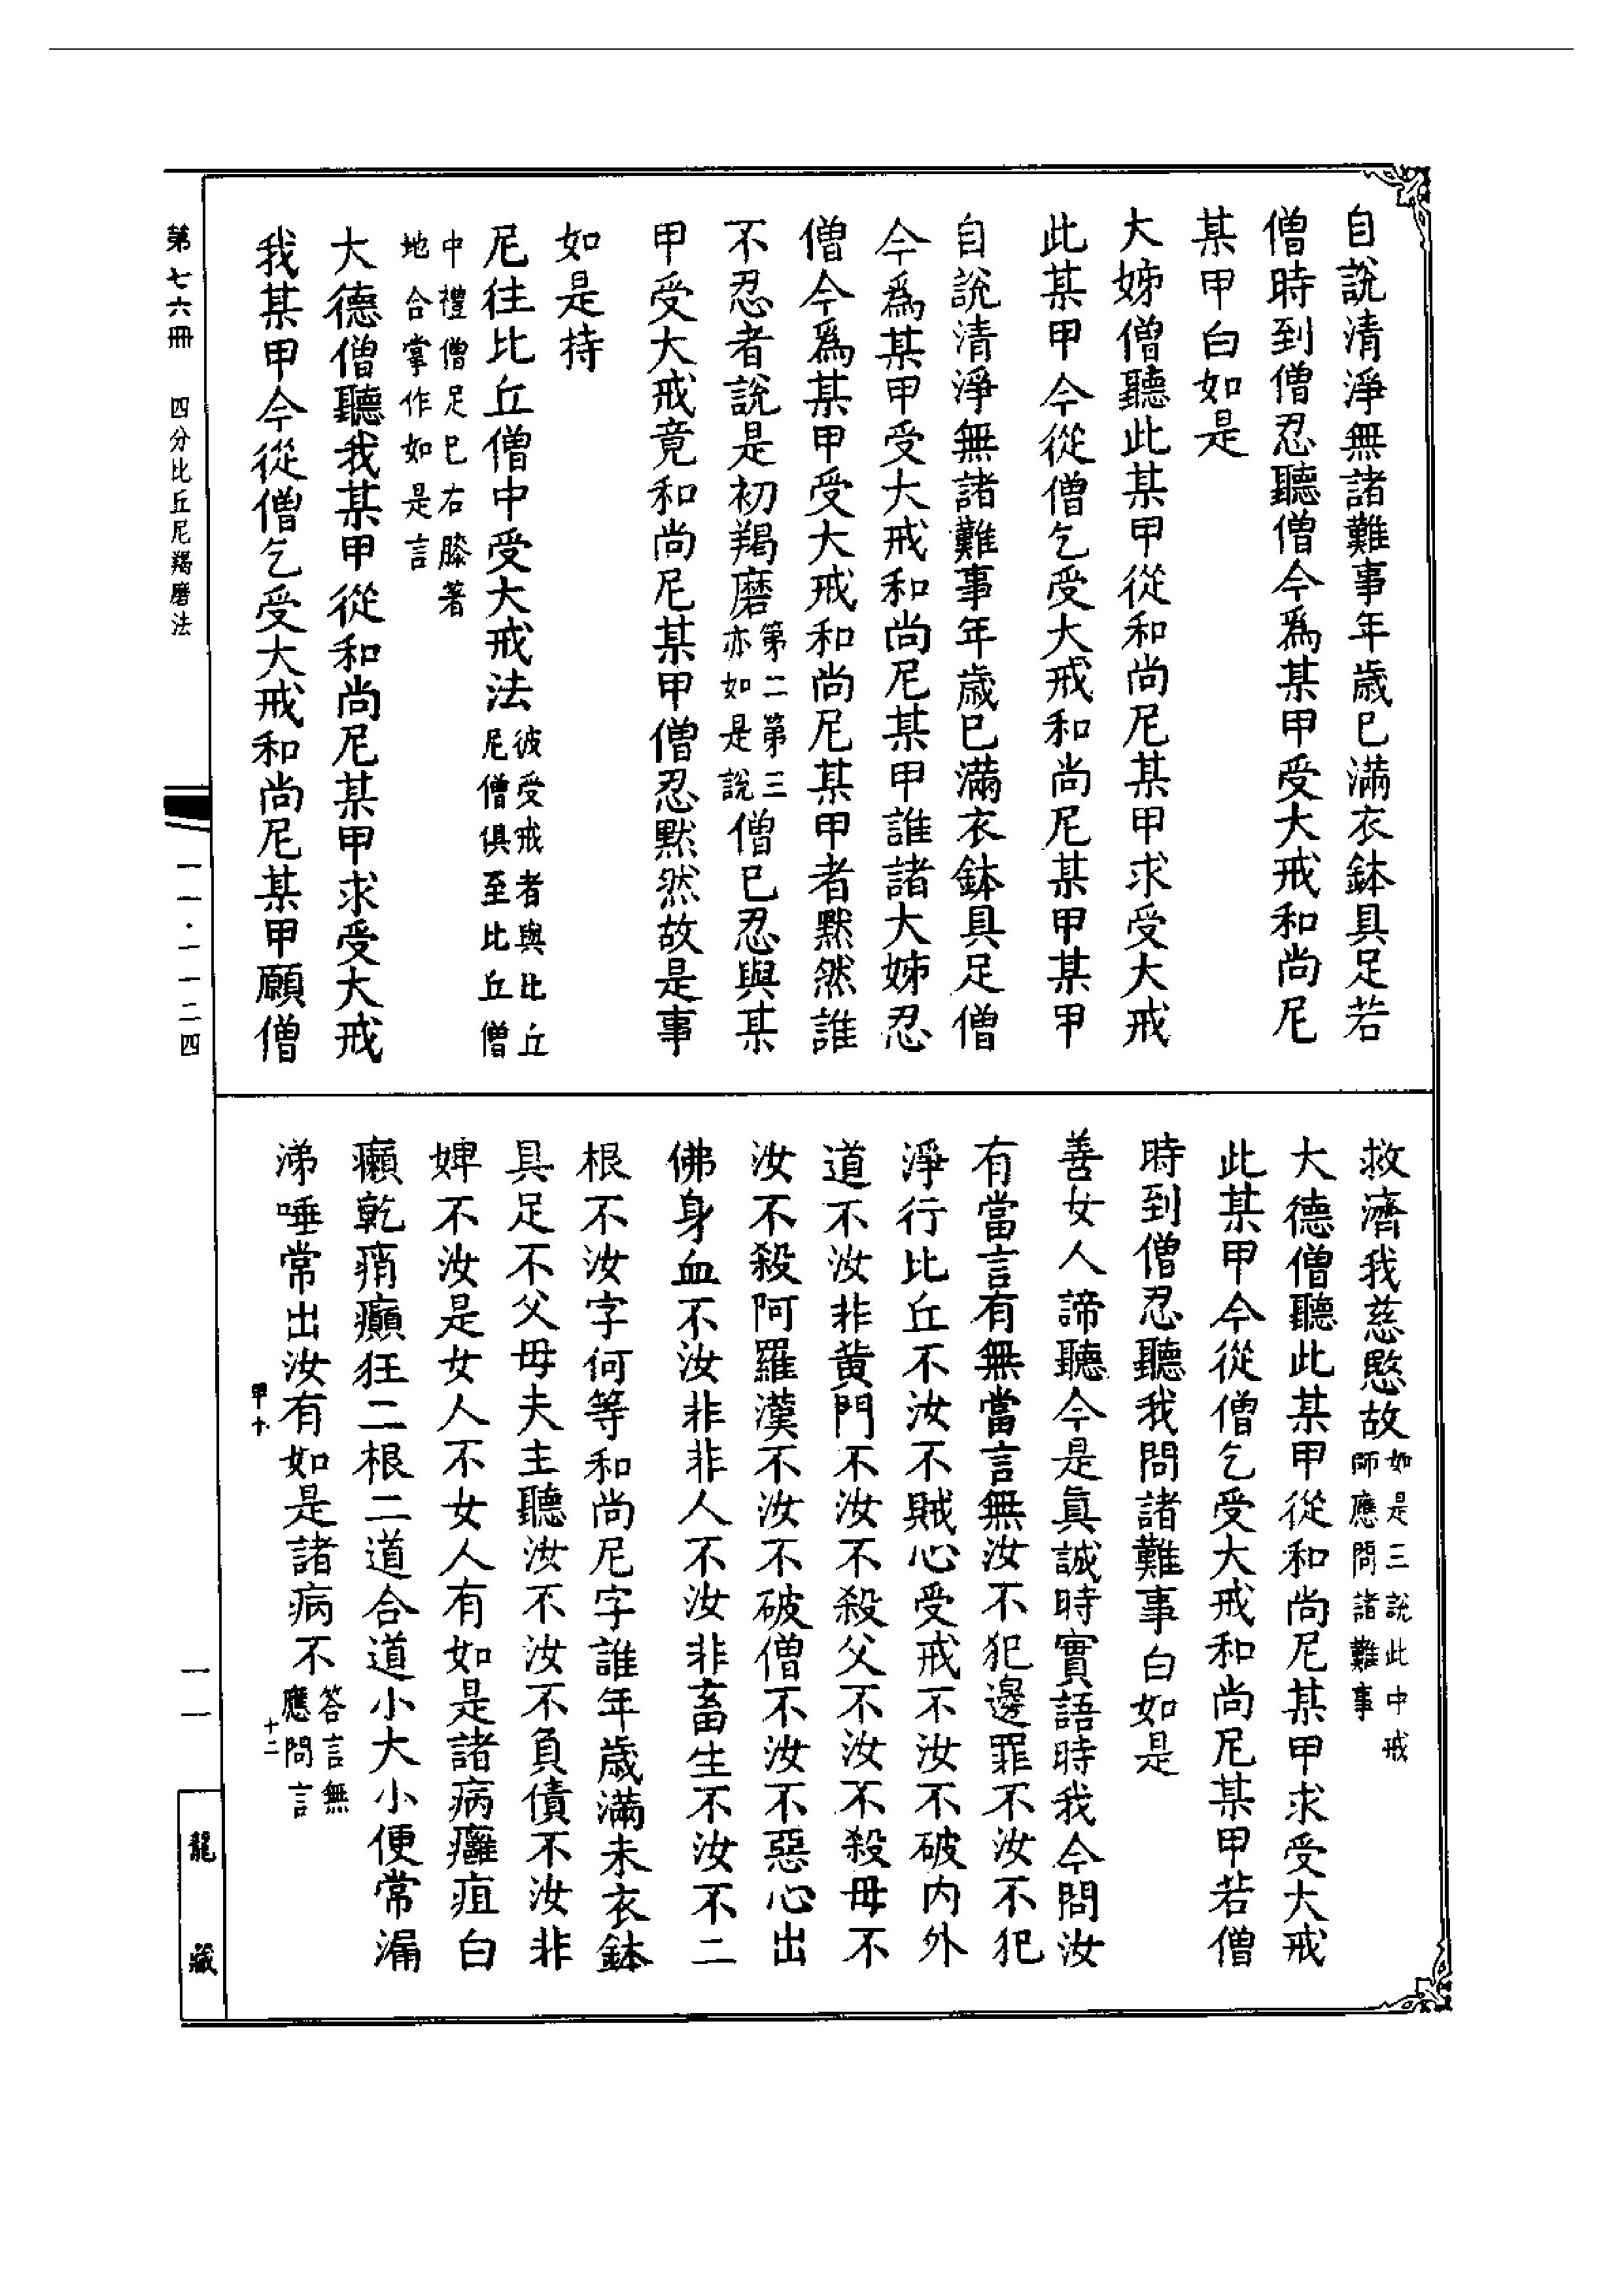 自說清淨無諸難事年歲已滿衣鉢具足若
僧時到僧忍聽僧今爲某甲受大戒和尚尼
某甲白如是
大姊僧聽此某甲從和尚尼某甲求受大戒
此某甲今從僧乞受大戒和尚尼某甲某甲
自說清淨無諸難事年歲已滿衣鉢具足僧
今爲某甲受大戒和尚尼某甲誰諸大姊忍
僧今爲某甲受大戒和尚尼某甲者默然誰
不忍者說是初羯磨第二第三亦如是說僧已忍與某
甲受大戒竟和尚尼某甲僧忍默然故是事
如是持
尼往比丘僧中受大戒法彼受戒者與比丘尼僧俱至比丘僧
中禮僧足已右膝著地合掌作如是言
大德僧聽我某甲從和尚尼某甲求受大戒
我某甲今從僧乞受大戒和尚尼某甲願僧
救濟我慈愍故如是三說此中戒師應問諸難事
大德僧聽此某甲從和尚尼某甲求受大戒
此某甲今從僧乞受大戒和尚尼某甲若僧
時到僧忍聽我問諸難事白如是
善女人諦聽今是真誠時實語時我今問汝
有當言有無當言無汝不犯邊罪不汝不犯
淨行比丘不汝不賊心受戒不汝不破内外
道不汝非黄門不汝不殺父不汝不殺母不
汝不殺阿羅漢不汝不破僧不汝不惡心出
佛身血不汝非非人不汝非畜生不汝不二
根不汝字何等和尚尼字誰年歲滿未衣鉢
具足不父母夫主聽汝不汝不負債不汝非
婢不汝是女人不女人有如是諸病癰疽白
癩乾痟癲狂二根二道合道小大小便常漏
涕唾常出汝有如是諸病不答言無應問言
第七六冊 四分比丘尼羯磨法
一一·一一二四
一一
龍藏
十二